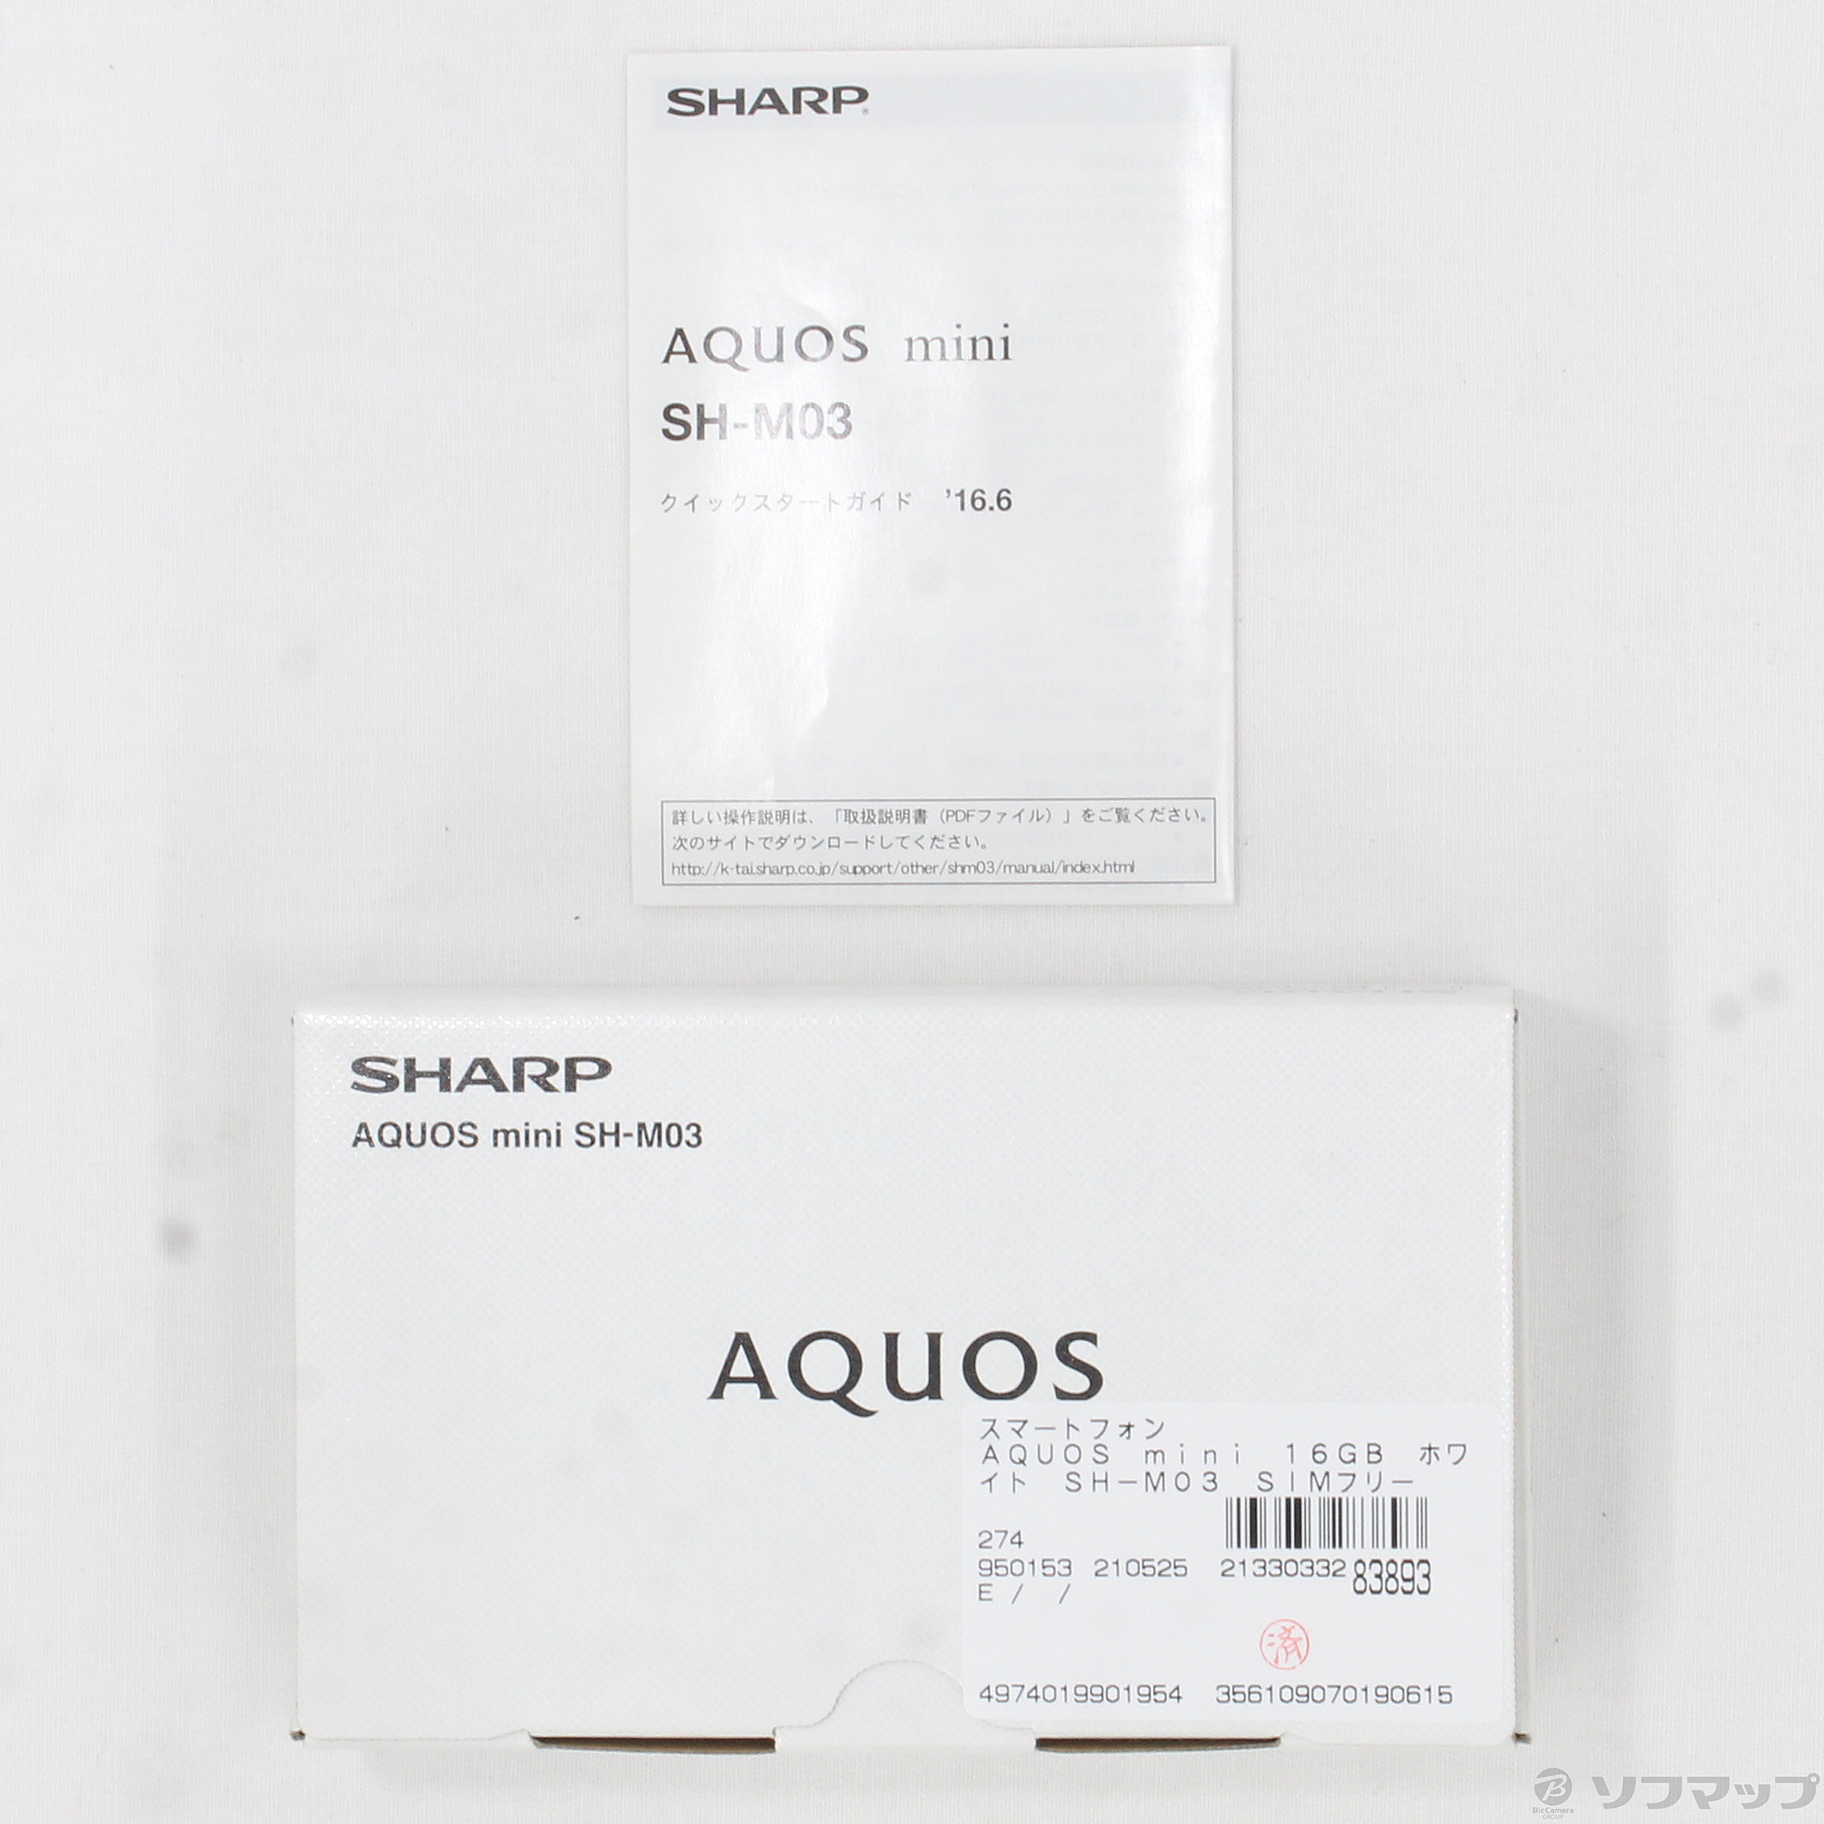 SHARP
AQUOS mini
SH-M03
クイックスタートガイド '16.6
詳しい操作説明は、「取扱説明書（PDFファイル）」をご覧ください。
次のサイトでダウンロードしてください。
http://k-tai.sharp.co.jp/support/other/shm03/manual/index.html
SHARP
AQUOS mini SH-M03
AQUOS
スマートフォン
AQUOS mini 16GB ホワ
イト SH-M03 SIMフリー
274
950153 210525 2133033283893
E / /
済
4974019901954 356109070190615
BicCamera GROUP
ソフマップ